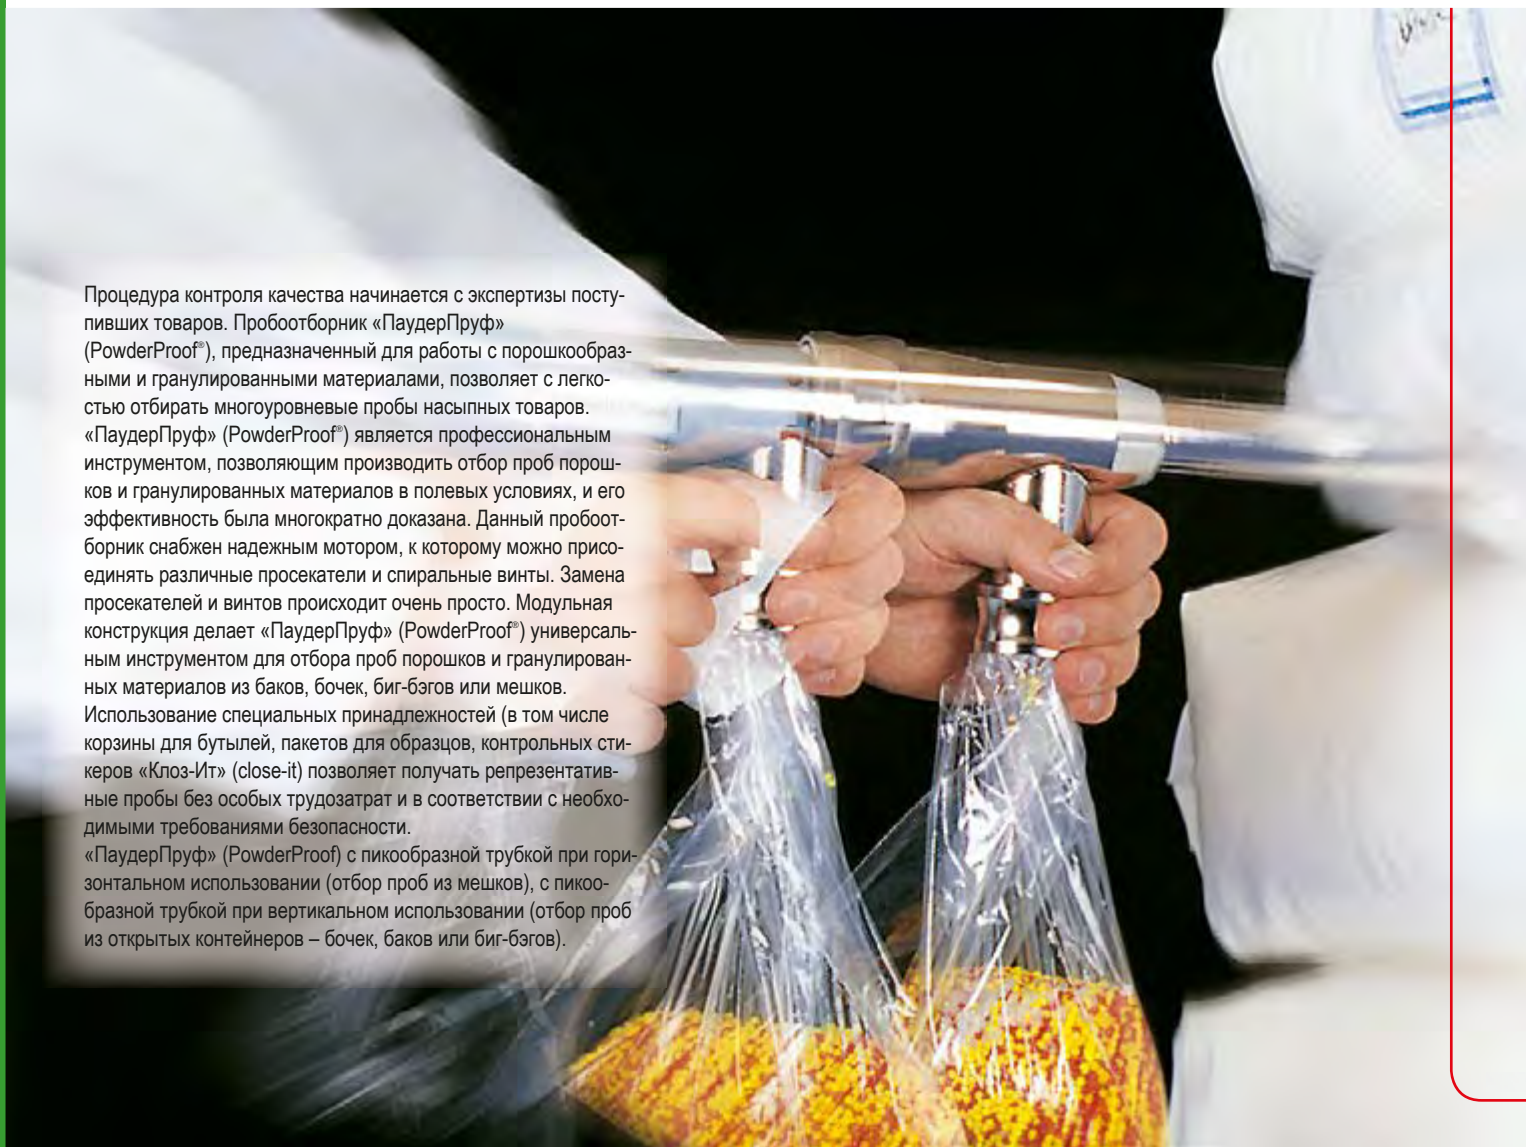 Процедура контроля качества начинается с экспертизы посту-
пивших товаров. Пробоотборник «ПаудерПруф»
(PowderProof®), предназначенный для работы с порошкообраз-
ными и гранулированными материалами, позволяет с легко-
стью отбирать многоуровневые пробы насыпных товаров.
«ПаудерПруф» (PowderProof®) является профессиональным
инструментом, позволяющим производить отбор проб порош-
ков и гранулированных материалов в полевых условиях, и его
эффективность была многократно доказана. Данный пробоот-
борник снабжен надежным мотором, к которому можно присо-
единять различные просекатели и спиральные винты. Замена
просекателей и винтов происходит очень просто. Модульная
конструкция делает «ПаудерПруф» (PowderProof®) универсаль-
ным инструментом для отбора проб порошков и гранулирован-
ных материалов из баков, бочек, биг-бэгов или мешков.
Использование специальных принадлежностей (в том числе
корзины для бутылей, пакетов для образцов, контрольных сти-
керов «Клоз-Ит» (close-it) позволяет получать репрезентатив-
ные пробы без особых трудозатрат и в соответствии с необхо-
димыми требованиями безопасности.
«ПаудерПруф» (PowderProof) с пикообразной трубкой при гори-
зонтальном использовании (отбор проб из мешков), с пикоо-
бразной трубкой при вертикальном использовании (отбор проб
из открытых контейнеров – бочек, баков или биг-бэгов).